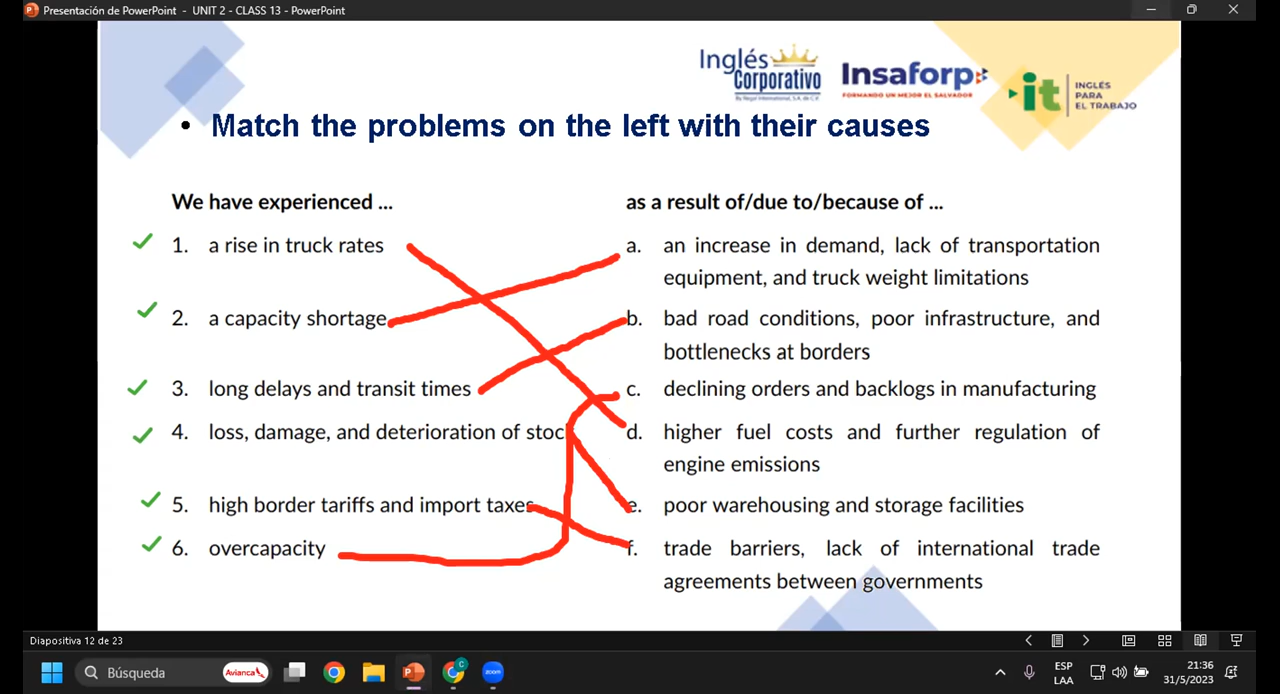 Presentación de PowerPoint - UNIT 2 - CLASS 13 - PowerPoint
Inglés
Corporativo
By Regal International, S.A. de C.V.
Insaforp
FORMANDO UN MEJOR EL SALVADOR
it
INGLÉS
PARA
EL TRABAJO
• Match the problems on the left with their causes
We have experienced ...
as a result of/due to/because of ...
1. a rise in truck rates
a. an increase in demand, lack of transportation
equipment, and truck weight limitations
2. a capacity shortage
b. bad road conditions, poor infrastructure, and
bottlenecks at borders
3. long delays and transit times
c. declining orders and backlogs in manufacturing
4. loss, damage, and deterioration of stoc
d. higher fuel costs and further regulation of
engine emissions
5. high border tariffs and import taxes
e. poor warehousing and storage facilities
6. overcapacity
f. trade barriers, lack of international trade
agreements between governments
Diapositiva 12 de 23
Búsqueda
Avianca
C
zoom
ESP
LAA
21:36
31/5/2023